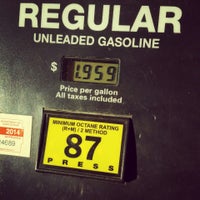 REGULAR
UNLEADED GASOLINE
$ 1.959
Price per gallon
All taxes included
2014
24689
MINIMUM OCTANE RATING
(R+M) / 2 METHOD
87
PRESS